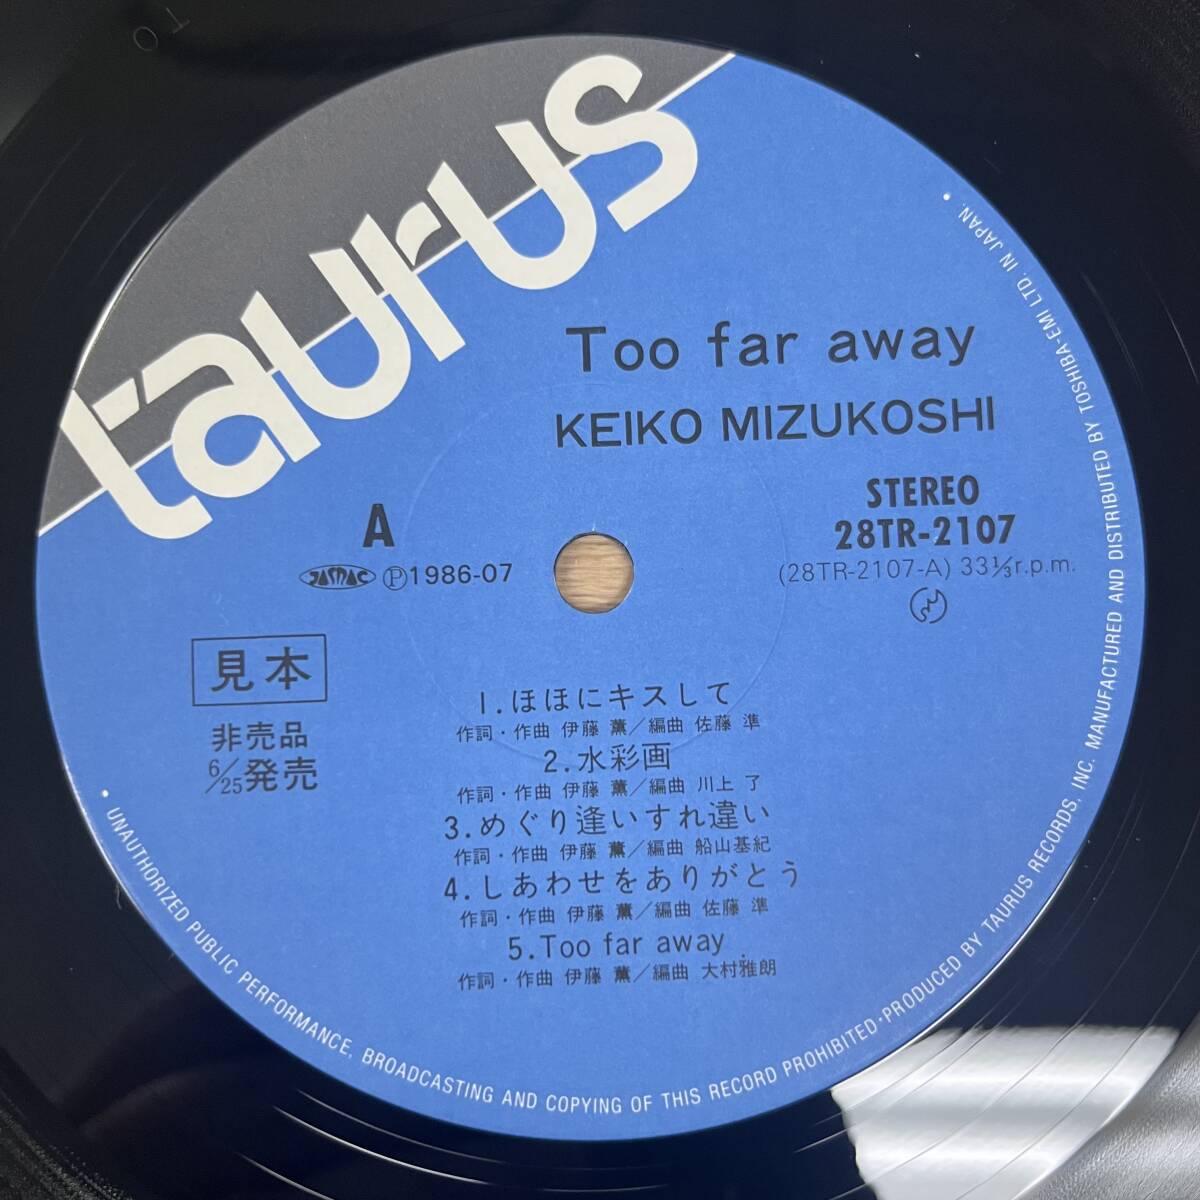 taurus
Too far away
KEIKO MIZUKOSHI
STEREO
28TR-2107
(28TR-2107-A) 33⅓r.p.m.
A
JASRAC Ⓟ1986-07
見本
非売品
6/25発売
1.ほほにキスして
作詞・作曲 伊藤 薫／編曲 佐藤 準
2.水彩画
作詞・作曲 伊藤 薫／編曲 川上 了
3.めぐり逢いすれ違い
作詞・作曲 伊藤 薫／編曲 船山基紀
4.しあわせをありがとう
作詞・作曲 伊藤 薫／編曲 佐藤 準
5.Too far away
作詞・作曲 伊藤 薫／編曲 大村雅朗
• UNAUTHORIZED PUBLIC PERFORMANCE, BROADCASTING AND COPYING OF THIS RECORD PROHIBITED•PRODUCED BY TAURUS RECORDS, INC. MANUFACTURED AND DISTRIBUTED BY TOSHIBA-EMI LTD. IN JAPAN. •
01